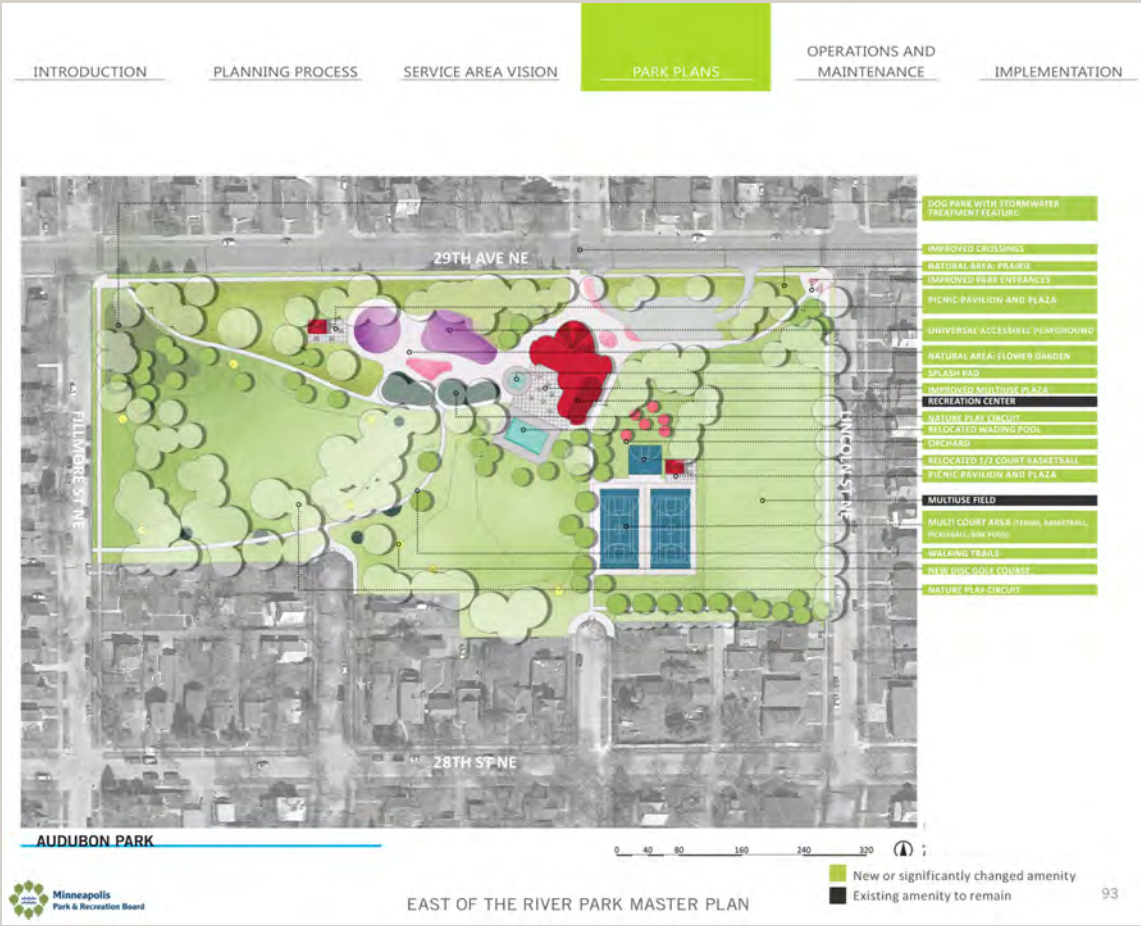 INTRODUCTION
PLANNING PROCESS
SERVICE AREA VISION
PARK PLANS
OPERATIONS AND
MAINTENANCE
IMPLEMENTATION
DOG PARK WITH STORMWATER
TREATMENT FEATURE
IMPROVED CROSSINGS
NATURAL AREA: PRAIRIE
IMPROVED PARK ENTRANCES
PICNIC PAVILION AND PLAZA
UNIVERSAL ACCESSIBLE PLAYGROUND
NATURAL AREA: FLOWER GARDEN
SPLASH PAD
IMPROVED MULTIUSE PLAZA
RECREATION CENTER
NATURE PLAY CIRCUIT
RELOCATED WADING POOL
ORCHARD
RELOCATED 1/2 COURT BASKETBALL
PICNIC PAVILION AND PLAZA
MULTIUSE FIELD
MULTI COURT AREA (TENNIS, BASKETBALL,
PICKLEBALL, BIKE POLO)
WALKING TRAILS
NEW DISC GOLF COURSE
NATURE PLAY CIRCUIT
29TH AVE NE
FILLMORE ST NE
LINCOLN ST NE
28TH ST NE
AUDUBON PARK
0 40 80 160 240 320
New or significantly changed amenity
Existing amenity to remain
Minneapolis
Park & Recreation Board
EAST OF THE RIVER PARK MASTER PLAN
93